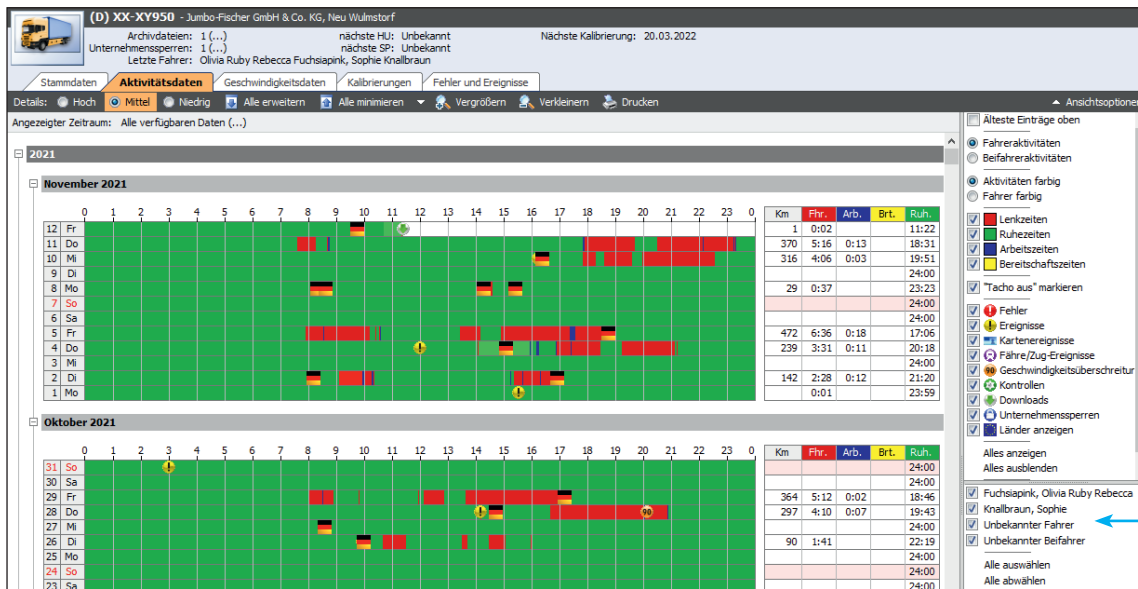 (D) XX-XY950 - Jumbo-Fischer GmbH & Co. KG, Neu Wulmstorf
Archivdateien: 1 (...) nächste HU: Unbekannt Nächste Kalibrierung: 20.03.2022
Unternehmenssperren: 1 (...) nächste SP: Unbekannt
Letzte Fahrer: Olivia Ruby Rebecca Fuchsiapink, Sophie Knallbraun
Stammdaten Aktivitätsdaten Geschwindigkeitsdaten Kalibrierungen Fehler und Ereignisse
Details: Hoch Mittel Niedrig Alle erweitern Alle minimieren Vergrößern Verkleinern Drucken Ansichtsoptionen
Angezeigter Zeitraum: Alle verfügbaren Daten (...)
2021
November 2021
0 1 2 3 4 5 6 7 8 9 10 11 12 13 14 15 16 17 18 19 20 21 22 23 0 Km Fhr. Arb. Brt. Ruh.
12 Fr 1 0:02 11:22
11 Do 370 5:16 0:13 18:31
10 Mi 316 4:06 0:03 19:51
9 Di 24:00
8 Mo 29 0:37 23:23
7 So 24:00
6 Sa 24:00
5 Fr 472 6:36 0:18 17:06
4 Do 239 3:31 0:11 20:18
3 Mi 24:00
2 Di 142 2:28 0:12 21:20
1 Mo 0:01 23:59
Oktober 2021
0 1 2 3 4 5 6 7 8 9 10 11 12 13 14 15 16 17 18 19 20 21 22 23 0 Km Fhr. Arb. Brt. Ruh.
31 So 24:00
30 Sa 24:00
29 Fr 364 5:12 0:02 18:46
28 Do 90 297 4:10 0:07 19:43
27 Mi 24:00
26 Di 90 1:41 22:19
25 Mo 24:00
24 So 24:00
23 Sa 24:00
Älteste Einträge oben
Fahreraktivitäten
Beifahreraktivitäten
Aktivitäten farbig
Fahrer farbig
Lenkzeiten
Ruhezeiten
Arbeitszeiten
Bereitschaftszeiten
"Tacho aus" markieren
Fehler
Ereignisse
Kartenereignisse
Fähre/Zug-Ereignisse
90 Geschwindigkeitsüberschreitur
Kontrollen
Downloads
Unternehmenssperren
Länder anzeigen
Alles anzeigen
Alles ausblenden
Fuchsiapink, Olivia Ruby Rebecca
Knallbraun, Sophie
Unbekannter Fahrer
Unbekannter Beifahrer
Alle auswählen
Alle abwählen